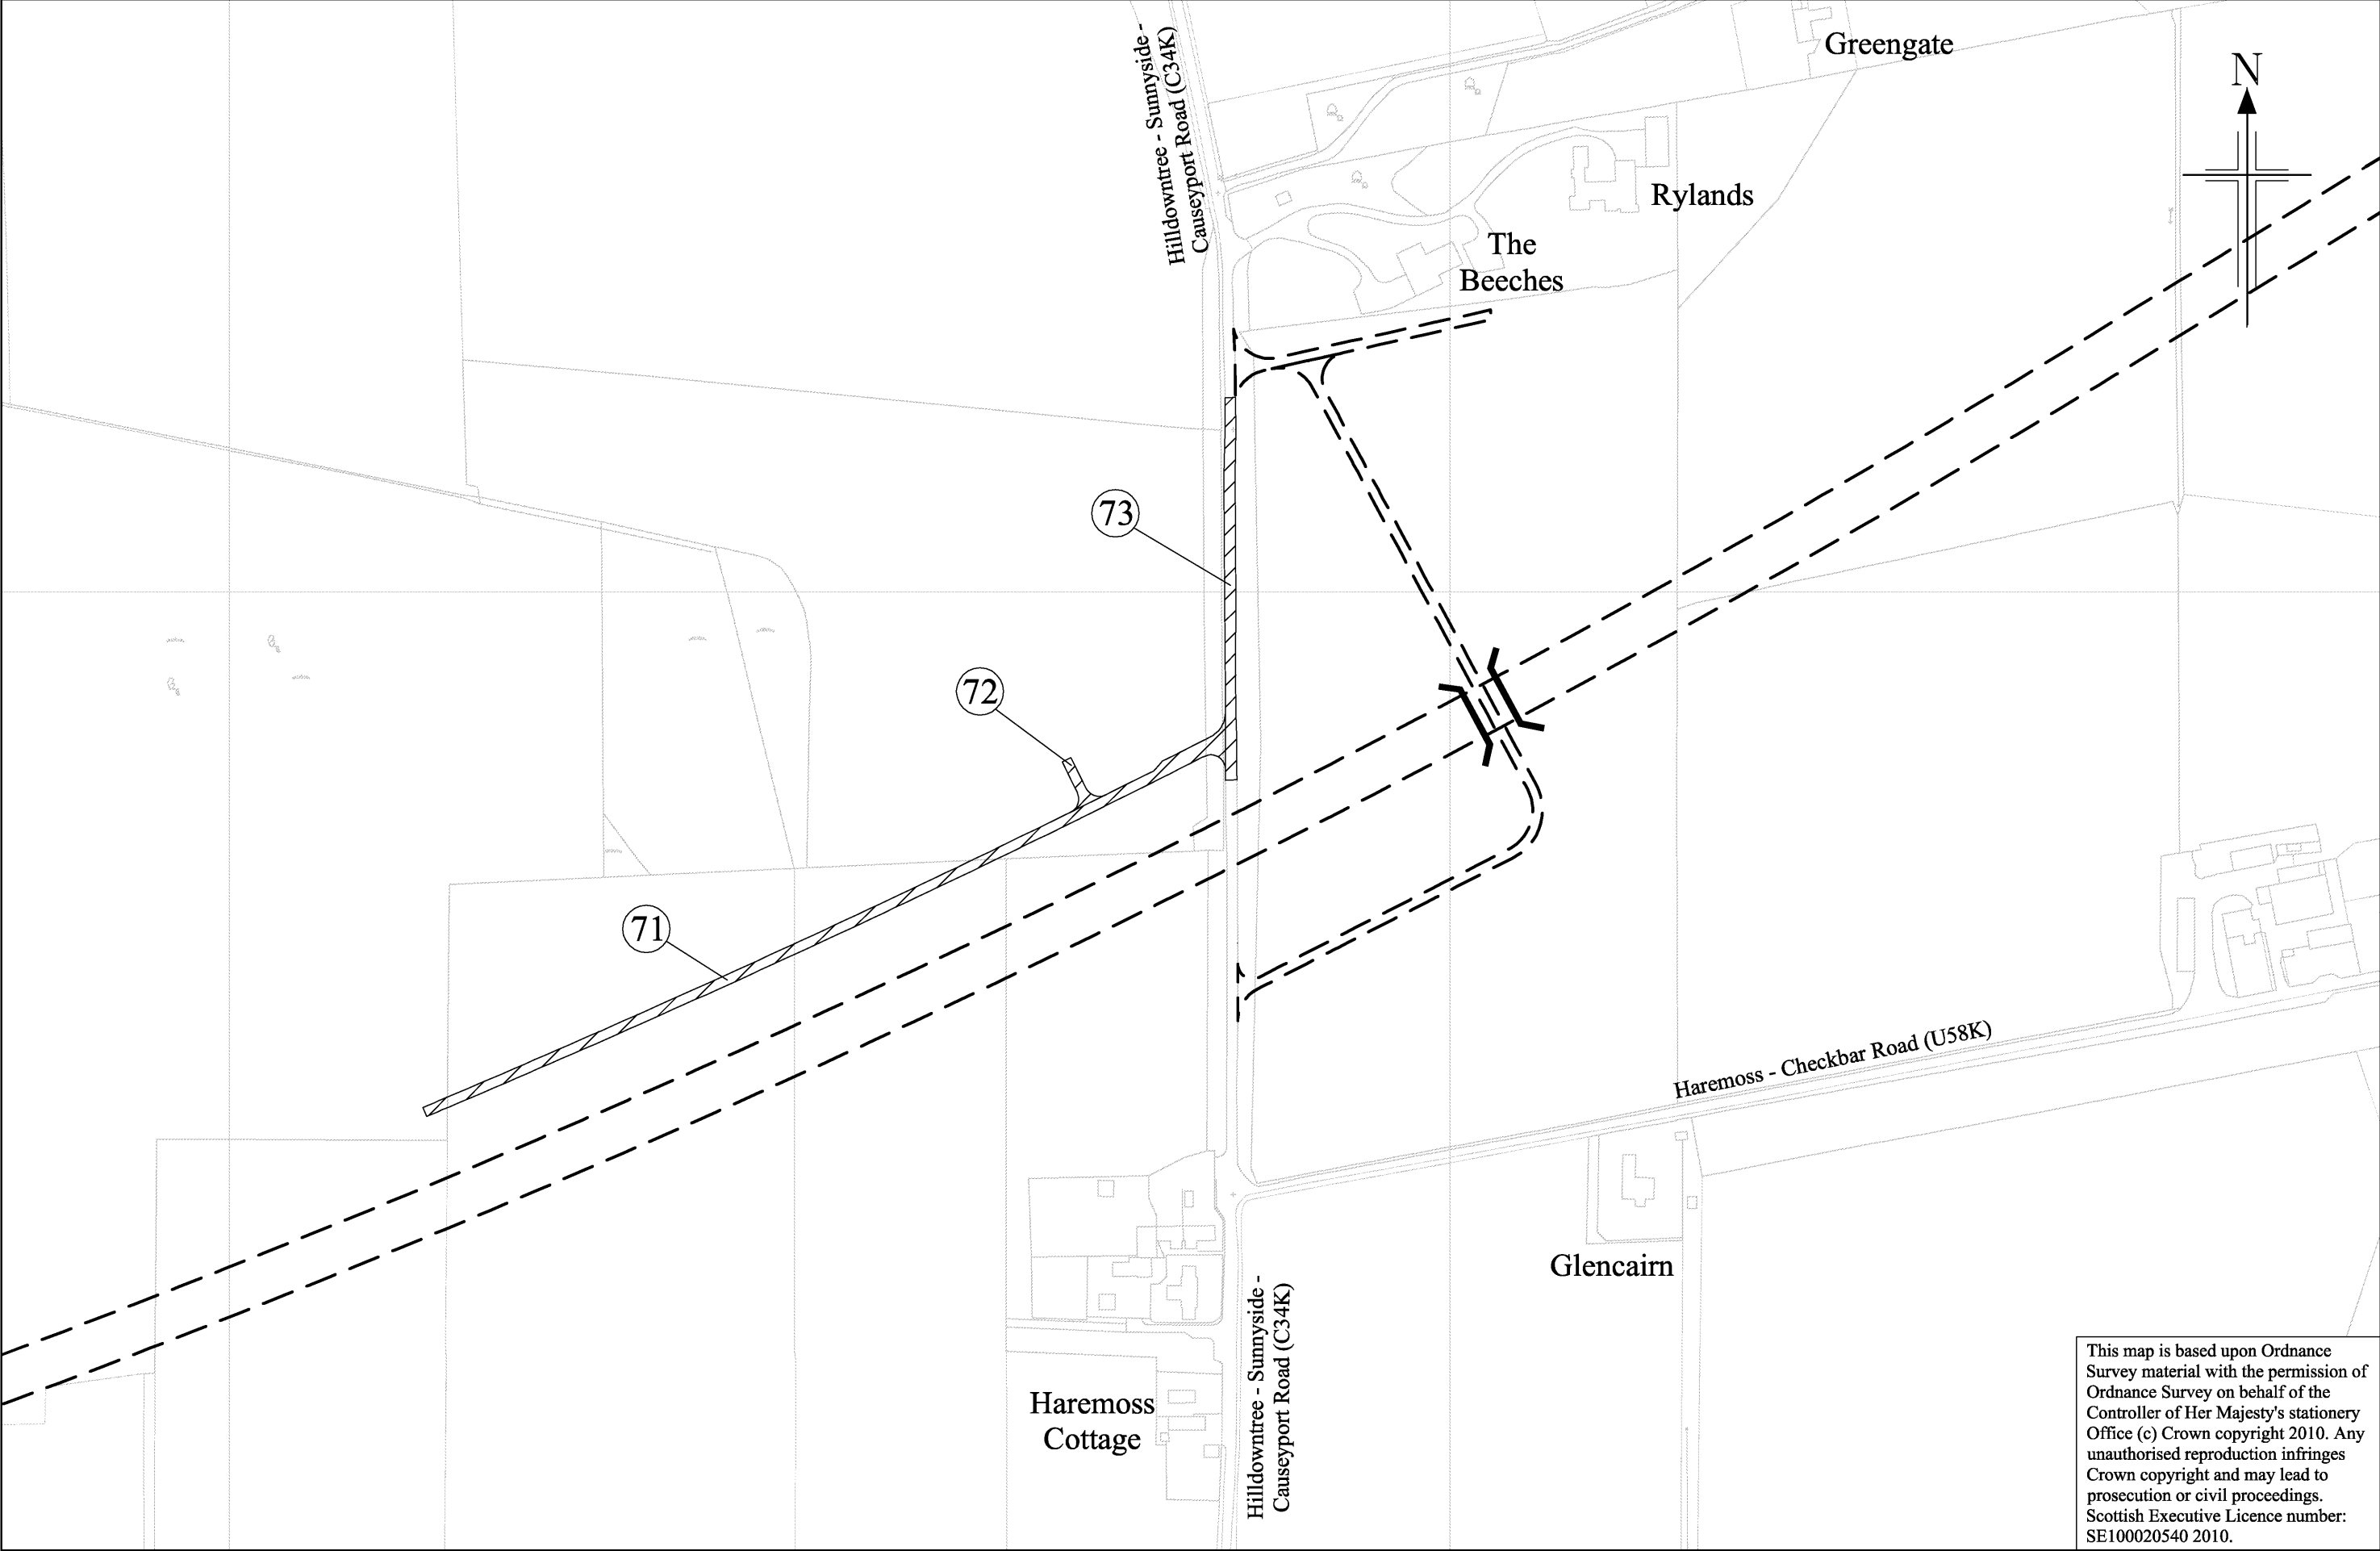 Greengate
N
Hilldowntree - Sunnyside -
Causeyport Road (C34K)
Rylands
The
Beeches
73
72
71
Haremoss - Checkbar Road (U58K)
Glencairn
Haremoss
Cottage
Hilldowntree - Sunnyside -
Causeyport Road (C34K)
This map is based upon Ordnance
Survey material with the permission of
Ordnance Survey on behalf of the
Controller of Her Majesty's stationery
Office (c) Crown copyright 2010. Any
unauthorised reproduction infringes
Crown copyright and may lead to
prosecution or civil proceedings.
Scottish Executive Licence number:
SE100020540 2010.